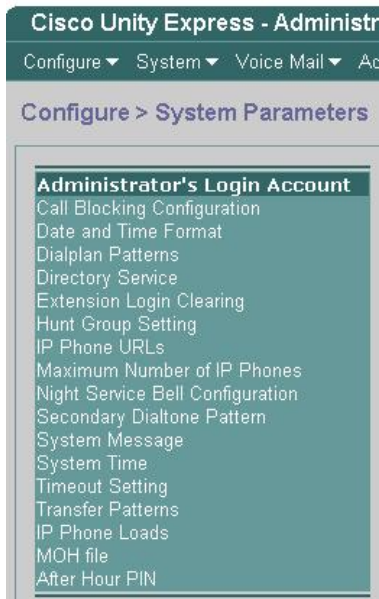 Cisco Unity Express - Administr
Configure System Voice Mail Ac
Configure > System Parameters
Administrator's Login Account
Call Blocking Configuration
Date and Time Format
Dialplan Patterns
Directory Service
Extension Login Clearing
Hunt Group Setting
IP Phone URLs
Maximum Number of IP Phones
Night Service Bell Configuration
Secondary Dialtone Pattern
System Message
System Time
Timeout Setting
Transfer Patterns
IP Phone Loads
MOH file
After Hour PIN